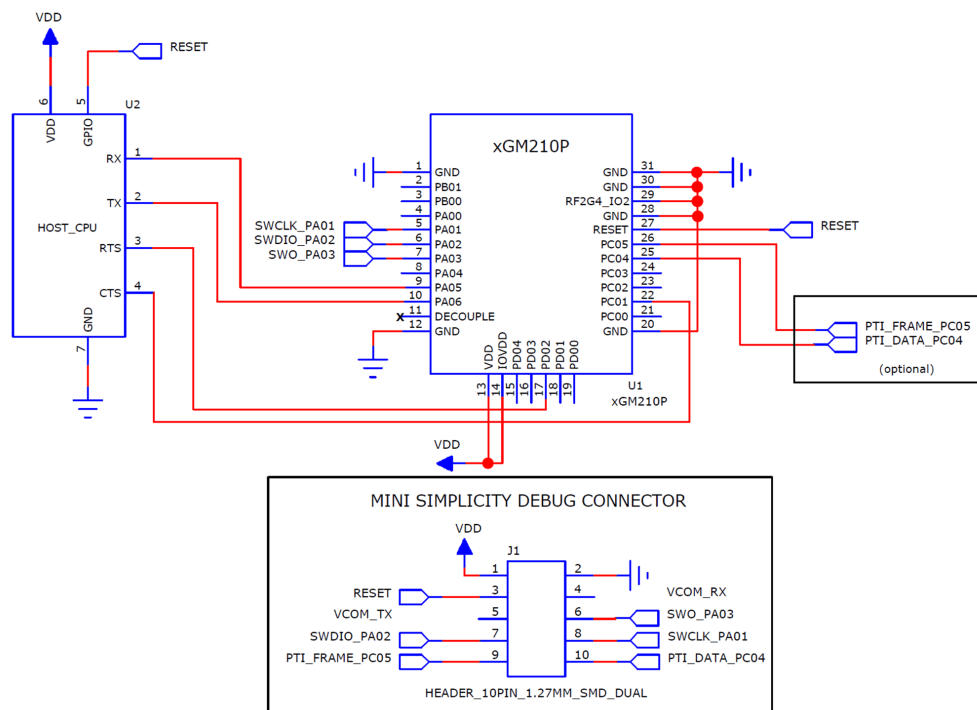 VDD
RESET
6
5
U2
VDD
GPIO
RX
1
TX
2
HOST_CPU
RTS
3
CTS
4
GND
7
xGM210P
1
GND
2
PB01
3
PB00
4
PA00
SWCLK_PA01
5
PA01
SWDIO_PA02
6
PA02
SWO_PA03
7
PA03
8
PA04
9
PA05
10
PA06
x
11
DECOUPLE
12
GND
GND
31
GND
30
RF2G4_IO2
29
GND
28
RESET
27
RESET
PC05
26
PC04
25
PC03
24
PC02
23
PC01
22
PC00
21
GND
20
VDD
IOVDD
PD04
PD03
PD02
PD01
PD00
13
14
15
16
17
18
19
U1
xGM210P
PTI_FRAME_PC05
PTI_DATA_PC04
(optional)
VDD
MINI SIMPLICITY DEBUG CONNECTOR
VDD
J1
1
2
RESET
3
4
VCOM_RX
VCOM_TX
5
6
SWO_PA03
SWDIO_PA02
7
8
SWCLK_PA01
PTI_FRAME_PC05
9
10
PTI_DATA_PC04
HEADER_10PIN_1.27MM_SMD_DUAL